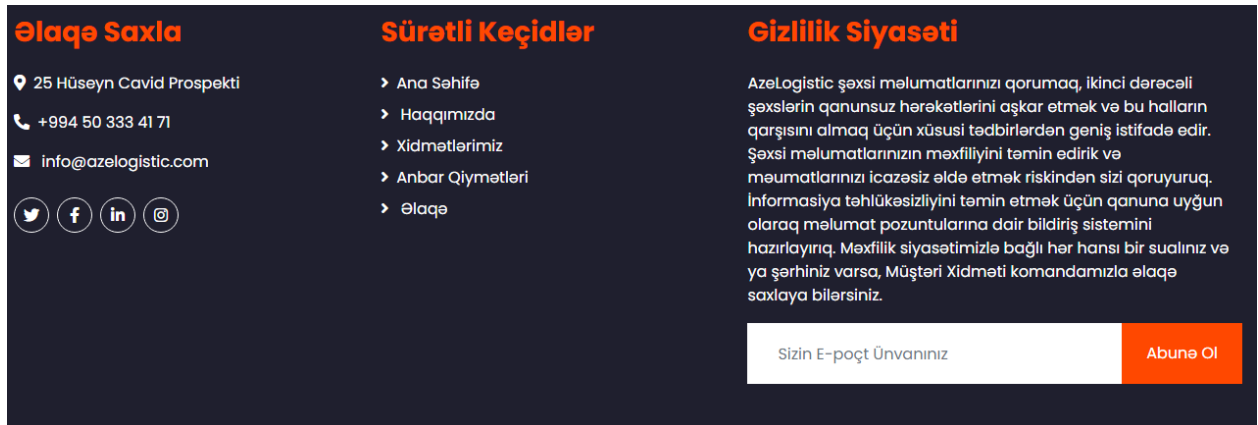 Əlaqə Saxla
25 Hüseyn Cavid Prospekti
+994 50 333 41 71
info@azelogistic.com
Sürətli Keçidlər
Ana Səhifə
Haqqımızda
Xidmətlərimiz
Anbar Qiymətləri
Əlaqə
Gizlilik Siyasəti
AzeLogistic şəxsi məlumatlarınızı qorumaq, ikinci dərəcəli
şəxslərin qanunsuz hərəkətlərini aşkar etmək və bu halların
qarşısını almaq üçün xüsusi tədbirlərdən geniş istifadə edir.
Şəxsi məlumatlarınızın məxfiliyini təmin edirik və
məumatlarınızı icazəsiz əldə etmək riskindən sizi qoruyuruq.
İnformasiya təhlükəsizliyini təmin etmək üçün qanuna uyğun
olaraq məlumat pozuntularına dair bildiriş sistemini
hazırlayırıq. Məxfilik siyasətimizlə bağlı hər hansı bir sualınız və
ya şərhiniz varsa, Müştəri Xidməti komandamızla əlaqə
saxlaya bilərsiniz.
Sizin E-poçt Ünvanınız
Abunə Ol